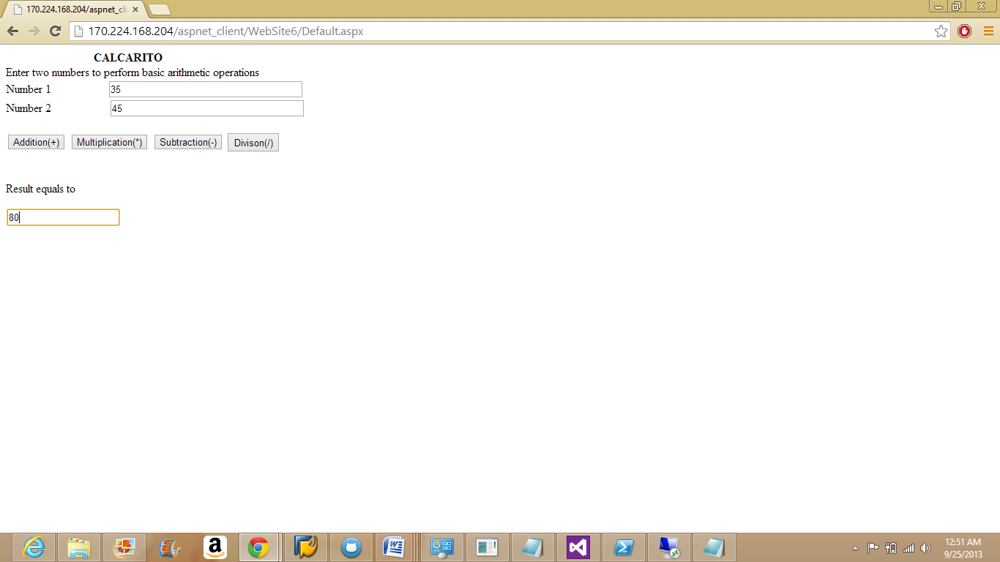 170.224.168.204/aspnet_cli
170.224.168.204/aspnet_client/WebSite6/Default.aspx
CALCARITO
Enter two numbers to perform basic arithmetic operations
Number 1 35
Number 2 45
Addition(+) Multiplication(*) Subtraction(-) Divison(/)
Result equals to
80
12:51 AM
9/25/2013